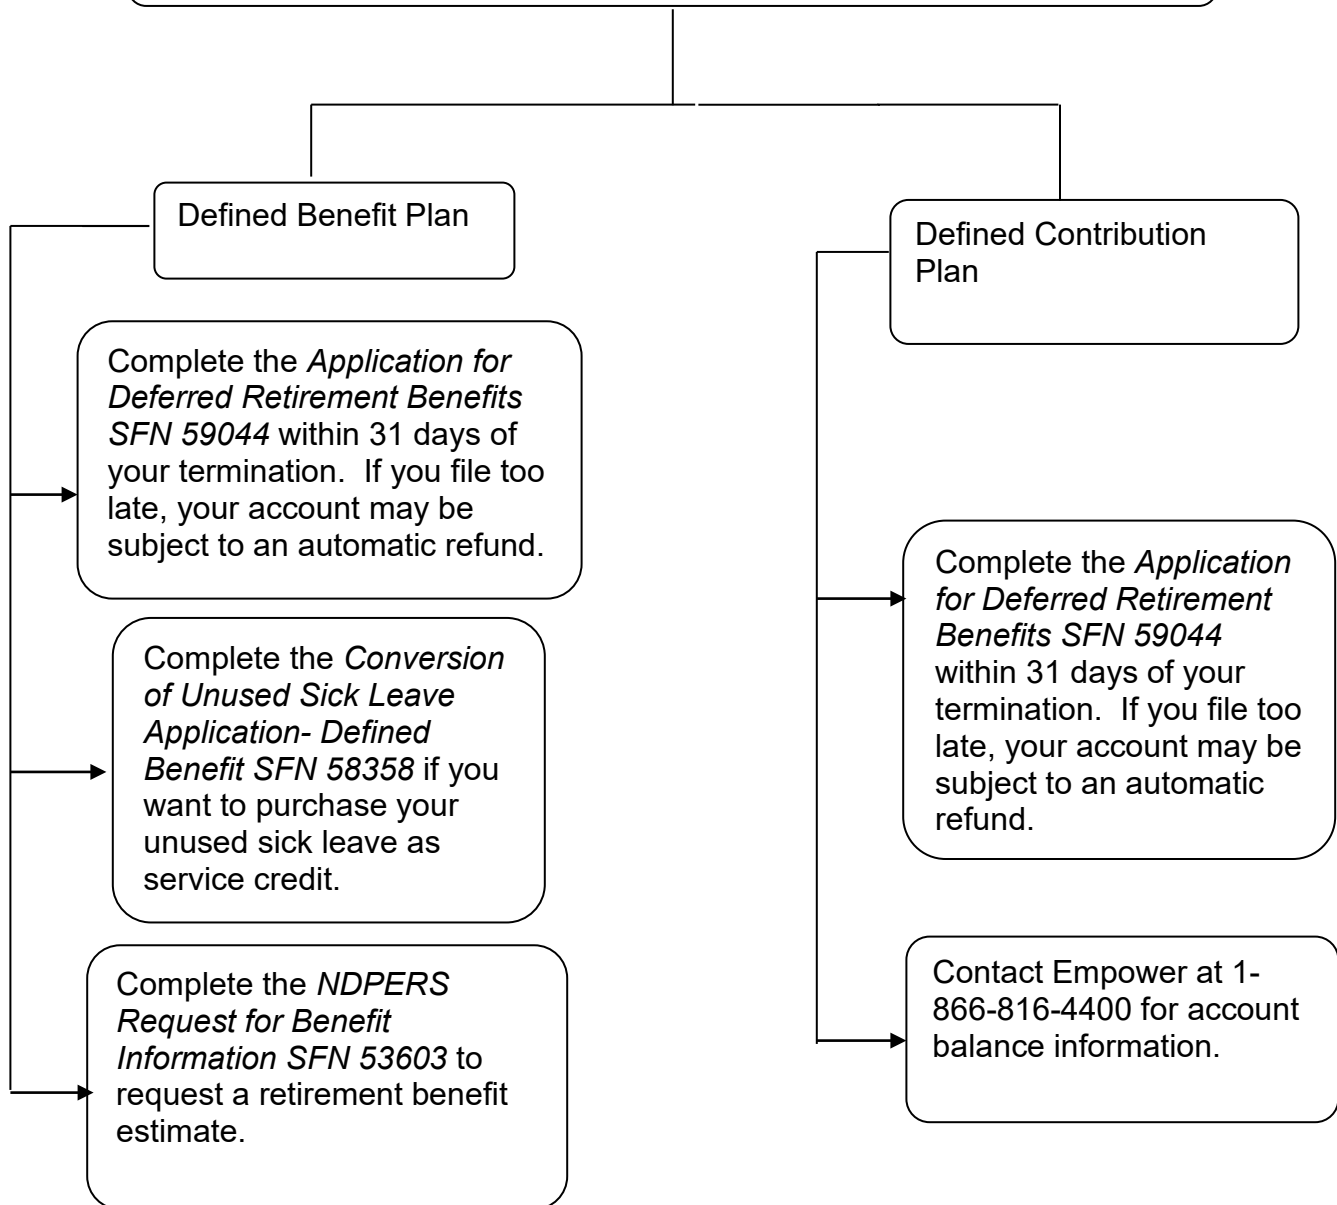 Defined Benefit Plan
Defined Contribution
Plan
Complete the Application for
Deferred Retirement Benefits
SFN 59044 within 31 days of
your termination.  If you file too
late, your account may be
subject to an automatic refund.
Complete the Conversion
of Unused Sick Leave
Application- Defined
Benefit SFN 58358 if you
want to purchase your
unused sick leave as
service credit.
Complete the NDPERS
Request for Benefit
Information SFN 53603 to
request a retirement benefit
estimate.
Complete the Application
for Deferred Retirement
Benefits SFN 59044
within 31 days of your
termination.  If you file too
late, your account may be
subject to an automatic
refund.
Contact Empower at 1-
866-816-4400 for account
balance information.